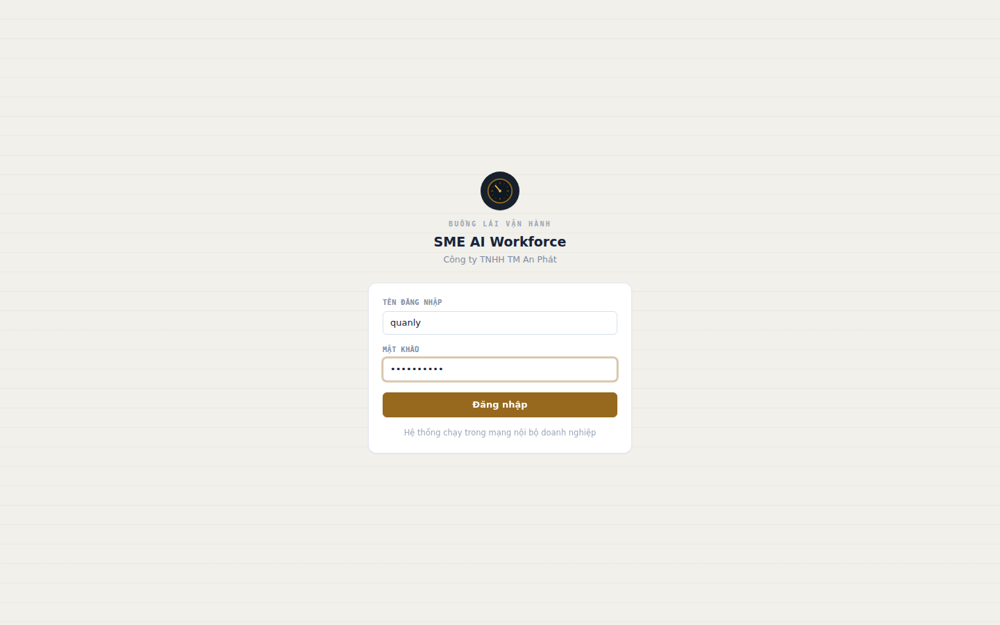 BUỒNG LÁI VẬN HÀNH
SME AI Workforce
Công ty TNHH TM An Phát
TÊN ĐĂNG NHẬP
quanly
MẬT KHẨU
••••••••••
Đăng nhập
Hệ thống chạy trong mạng nội bộ doanh nghiệp